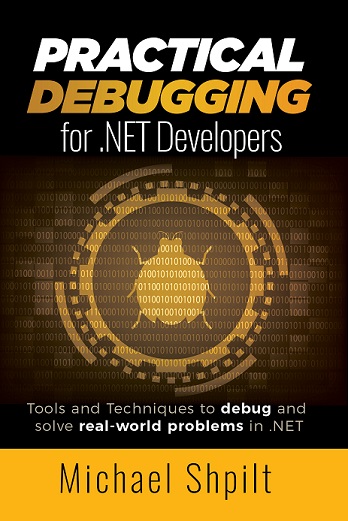 PRACTICAL
DEBUGGING
for .NET Developers
Tools and Techniques to debug and
solve real-world problems in .NET
Michael Shpilt